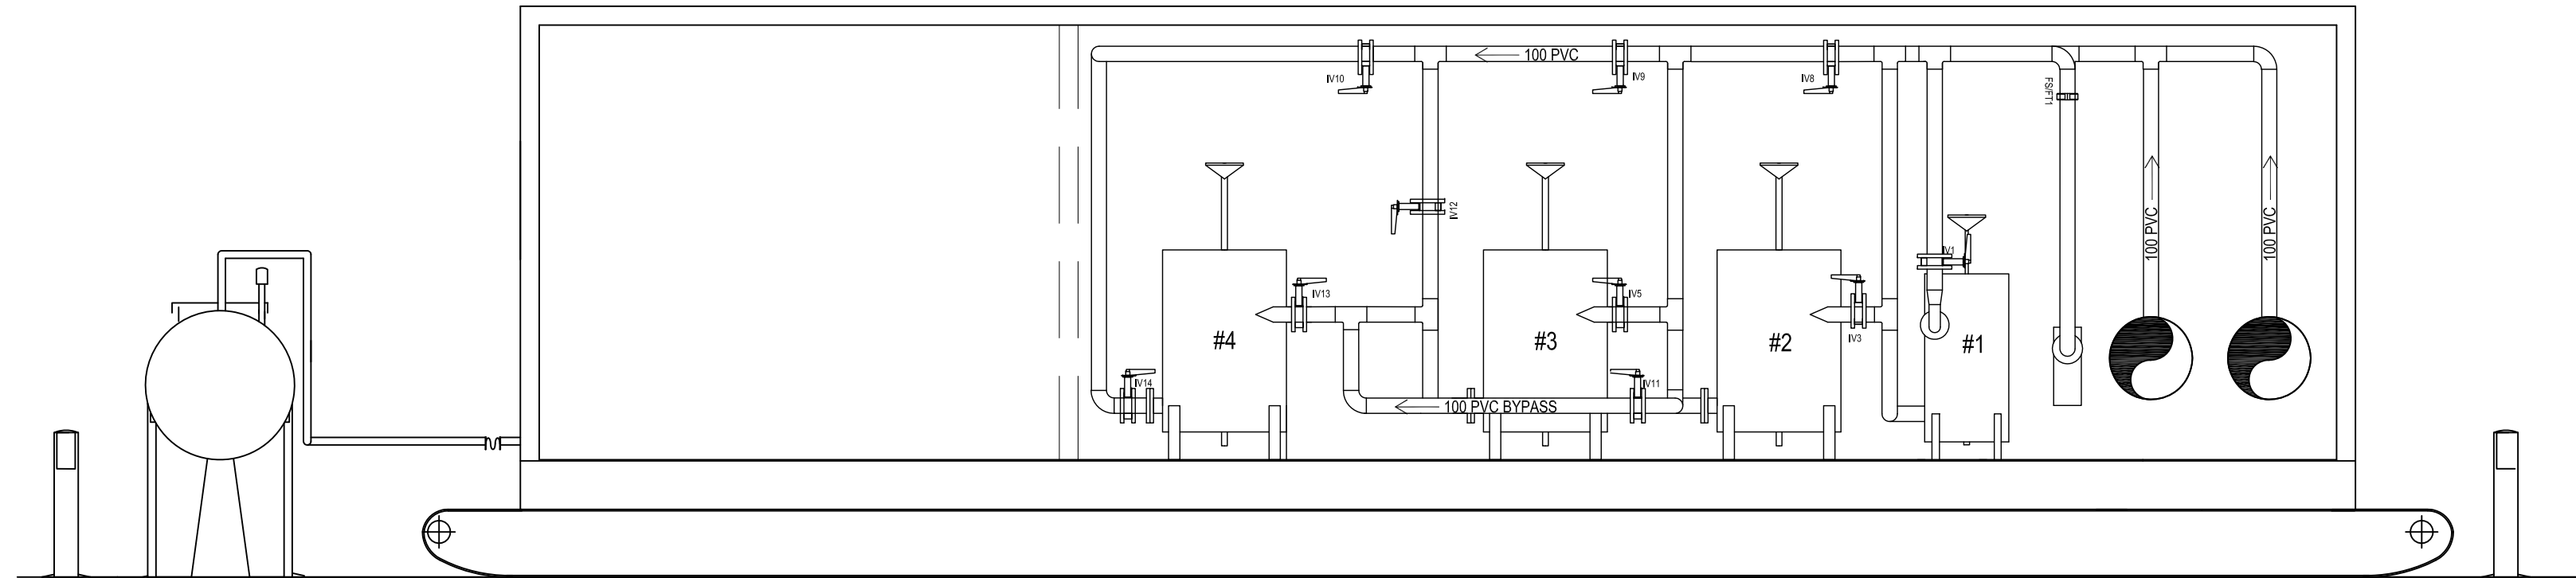 100 PVC
IV10
IV9
IV8
FS/FT1
IV12
100 PVC
100 PVC
IV1
IV13
IV5
IV3
#4
#3
#2
#1
IV14
IV11
100 PVC BYPASS